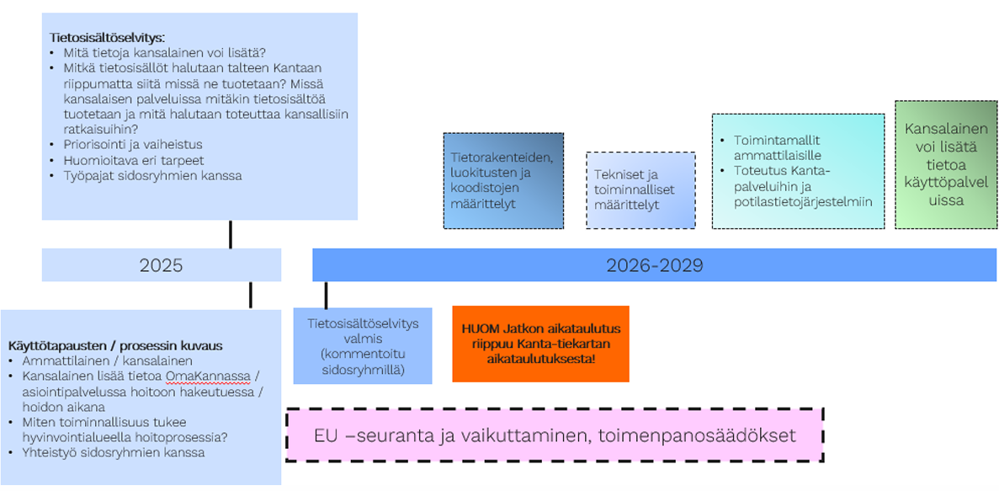 Tietosisältöselvitys:
• Mitä tietoja kansalainen voi lisätä?
• Mitkä tietosisällöt halutaan talteen Kantaan
riippumatta siitä missä ne tuotetaan? Missä
kansalaisen palveluissa mitäkin tietosisältöä
tuotetaan ja mitä halutaan toteuttaa kansallisiin
ratkaisuihin?
• Priorisointi ja vaiheistus
• Huomioitava eri tarpeet
• Työpajat sidosryhmien kanssa
Tietorakenteiden,
luokitusten ja
koodistojen
määrittelyt
Tekniset ja
toiminnalliset
määrittelyt
• Toimintamallit
ammattilaisille
• Toteutus Kanta-
palveluihin ja
potilastietojärjestelmiin
Kansalainen
voi lisätä
tietoa
käyttöpalvel
uissa
2025
2026-2029
Käyttötapausten / prosessin kuvaus
• Ammattilainen / kansalainen
• Kansalainen lisää tietoa OmaKannassa /
asiointipalvelussa hoitoon hakeutuessa /
hoidon aikana
• Miten toiminnallisuus tukee
hyvinvointialueella hoitoprosessia?
• Yhteistyö sidosryhmien kanssa
Tietosisältöselvitys
valmis
(kommentoitu
sidosryhmillä)
HUOM Jatkon aikataulutus
riippuu Kanta-tiekartan
aikataulutuksesta!
EU –seuranta ja vaikuttaminen, toimenpanosäädökset